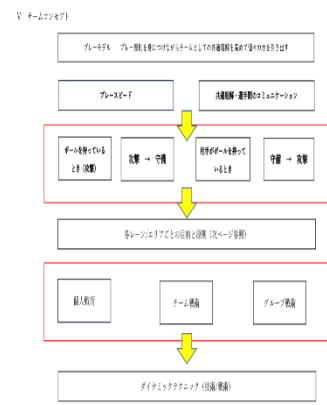 Ⅴ チームコンセプト
プレーモデル プレー原則を身につけながらチームとしての共通理解を高めて個々の力を引き出す
プレースピード
共通理解・選手間のコミュニケーション
ボールを持っている
とき（攻撃）
攻撃 → 守備
相手がボールを持って
いるとき
守備 → 攻撃
各レーン/エリアごとの目的と原則（次ページ参照）
個人戦術
チーム戦術
グループ戦術
ダイナミックテクニック（技術/戦術）